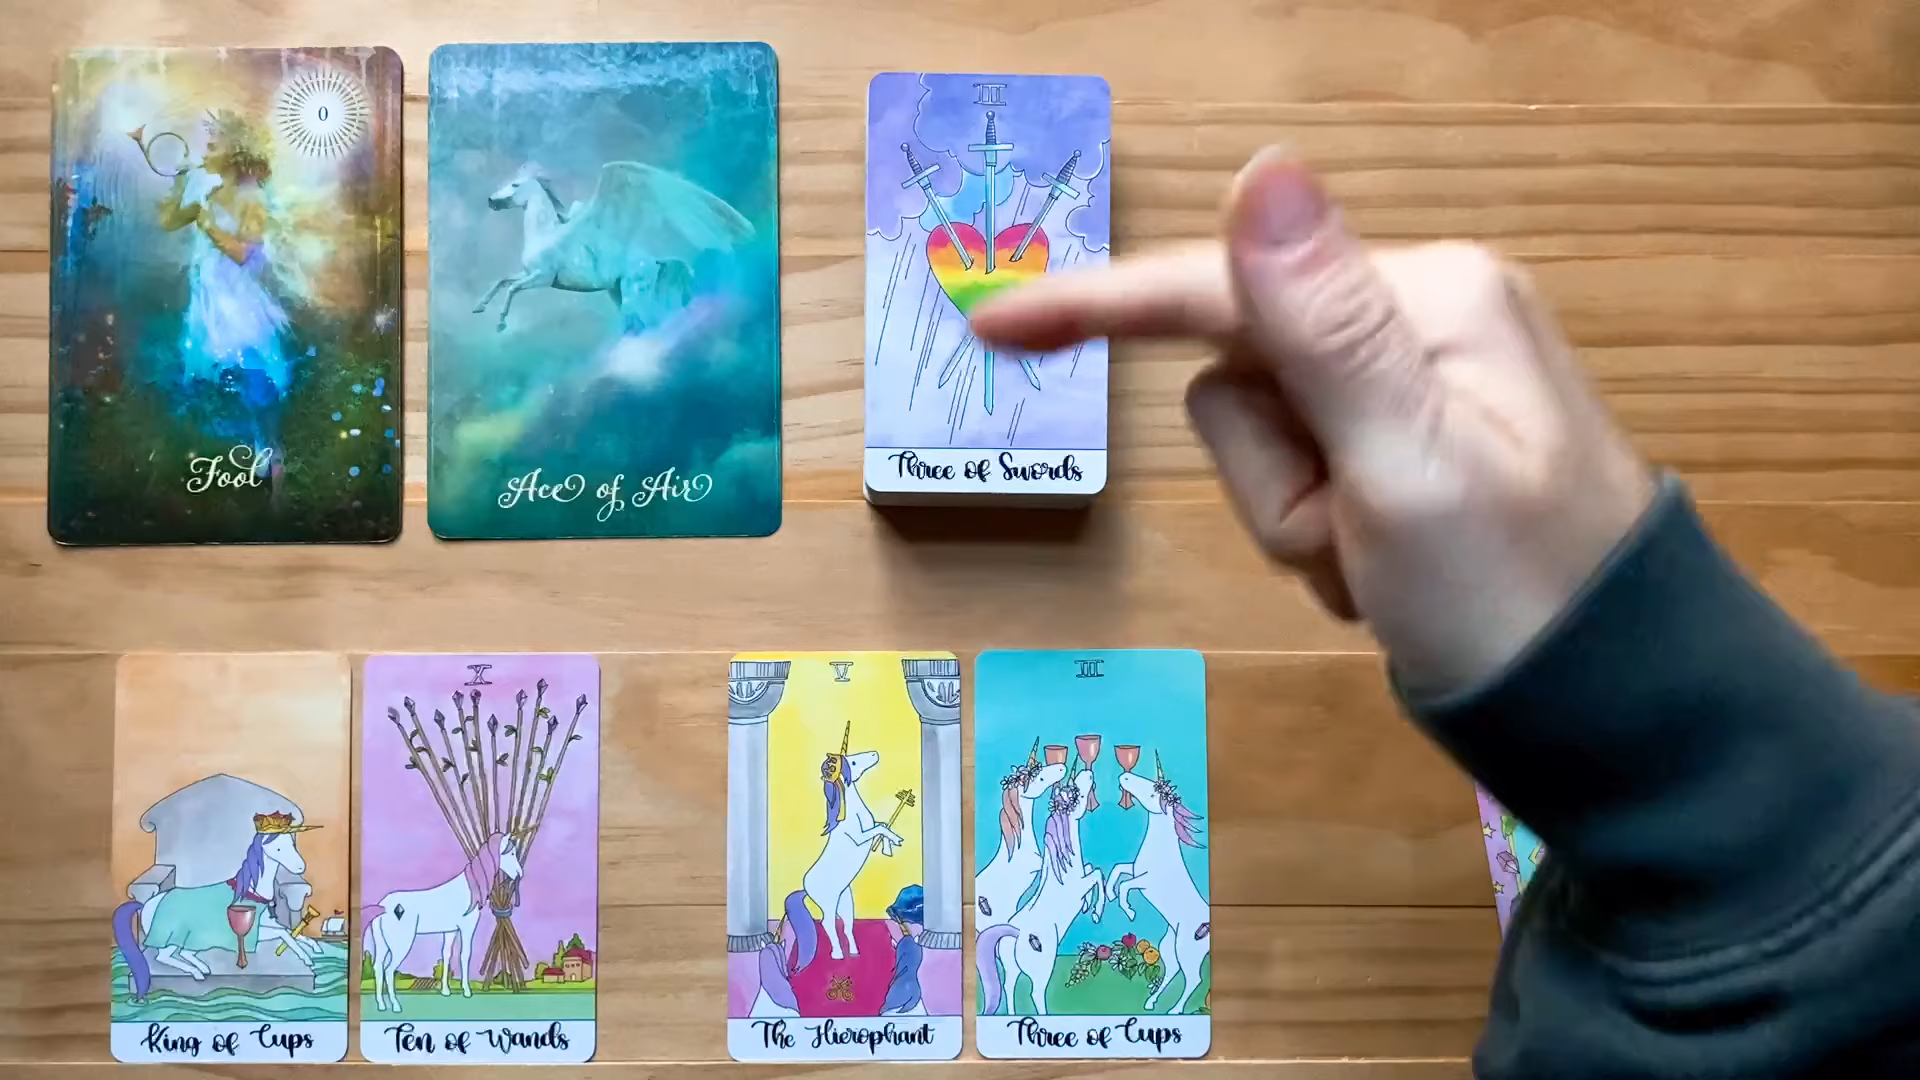 0
Fool
Ace of Air
III
Three of Swords
King of Cups
X
Ten of Wands
V
The Hierophant
III
Three of Cups